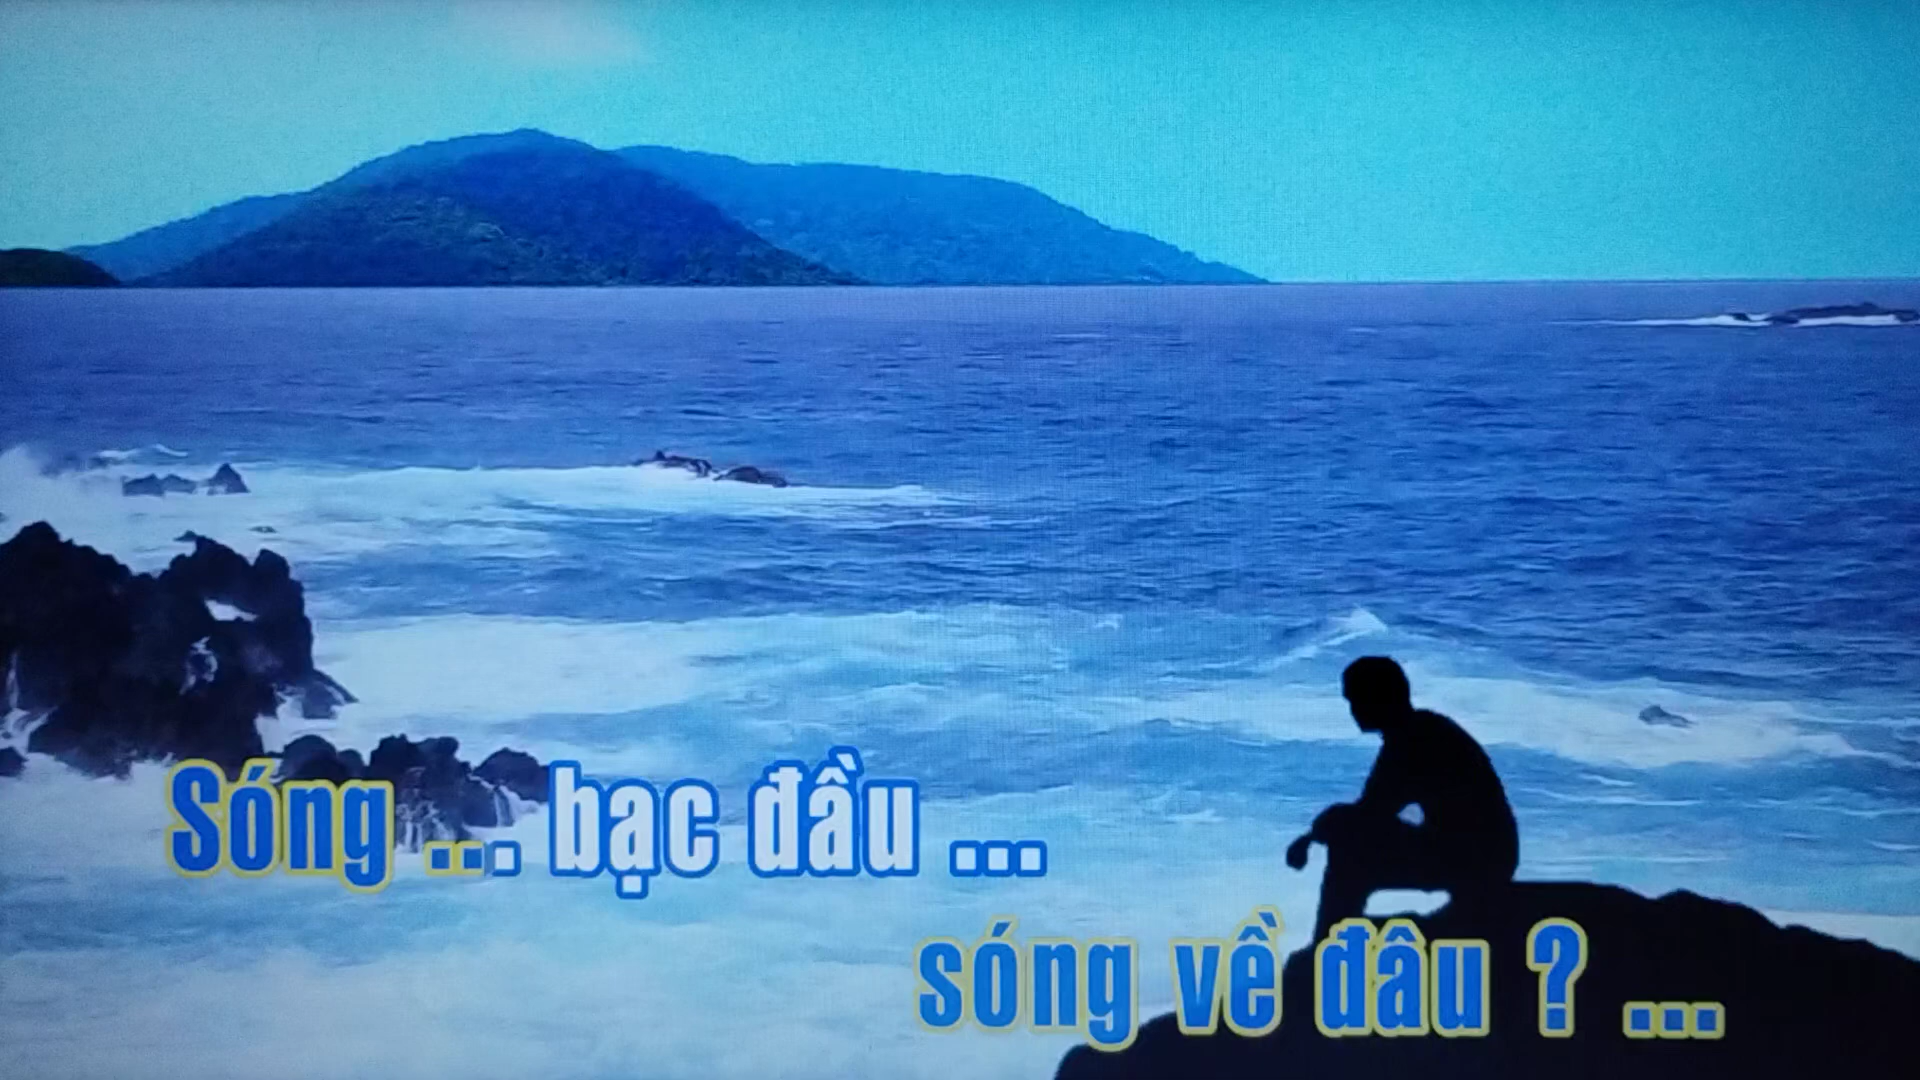 Sóng ... bạc đầu ...
sóng về đâu ? ...